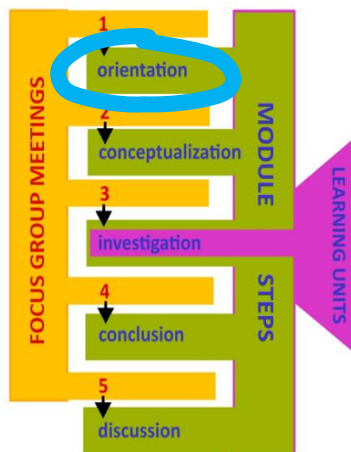 FOCUS GROUP MEETINGS
1
orientation
2
conceptualization
3
investigation
4
conclusion
5
discussion
MODULE STEPS
LEARNING UNITS